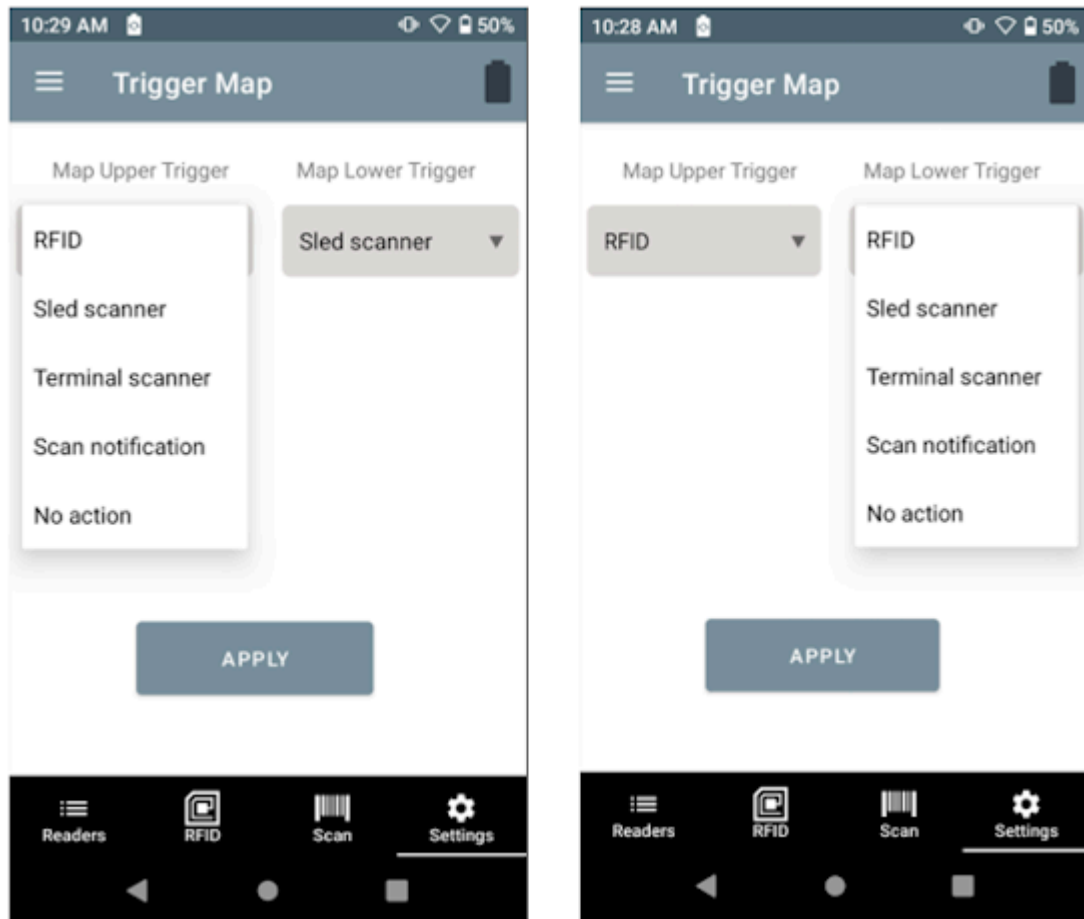 10:29 AM 50%
Trigger Map
Map Upper Trigger Map Lower Trigger
RFID Sled scanner
Sled scanner
Terminal scanner
Scan notification
No action
APPLY
Readers RFID Scan Settings
10:28 AM 50%
Trigger Map
Map Upper Trigger Map Lower Trigger
RFID RFID
Sled scanner
Terminal scanner
Scan notification
No action
APPLY
Readers RFID Scan Settings